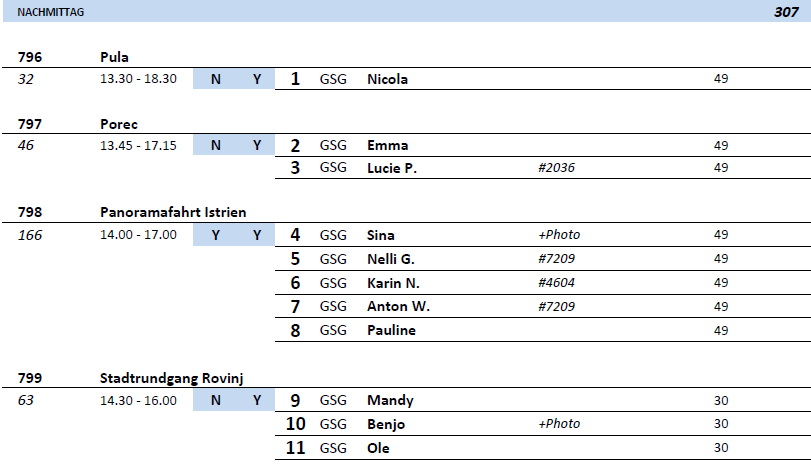 NACHMITTAG 307
796 Pula
32 13.30 - 18.30 N Y 1 GSG Nicola 49
797 Porec
46 13.45 - 17.15 N Y 2 GSG Emma 49
3 GSG Lucie P. #2036 49
798 Panoramafahrt Istrien
166 14.00 - 17.00 Y Y 4 GSG Sina +Photo 49
5 GSG Nelli G. #7209 49
6 GSG Karin N. #4604 49
7 GSG Anton W. #7209 49
8 GSG Pauline 49
799 Stadtrundgang Rovinj
63 14.30 - 16.00 N Y 9 GSG Mandy 30
10 GSG Benjo +Photo 30
11 GSG Ole 30